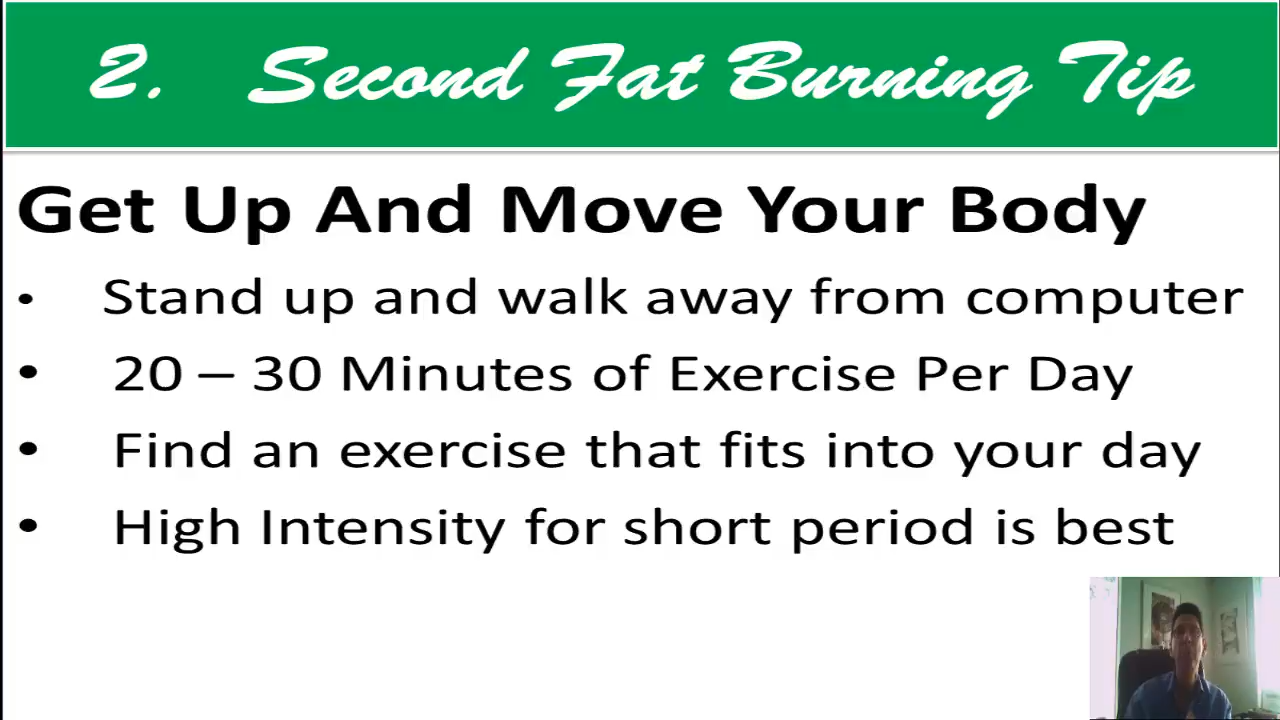 2. Second Fat Burning Tip
Get Up And Move Your Body
• Stand up and walk away from computer
• 20 – 30 Minutes of Exercise Per Day
• Find an exercise that fits into your day
• High Intensity for short period is best